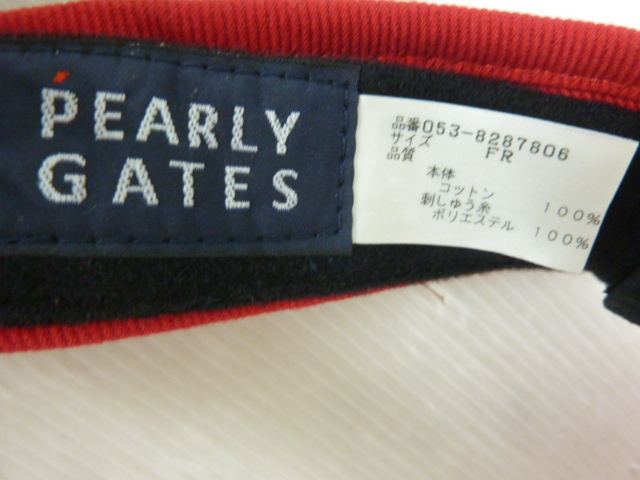 PEARLY
GATES
品番053-8287806
サイズ FR
品質
本体
コットン 100%
刺しゅう糸
ポリエステル 100%